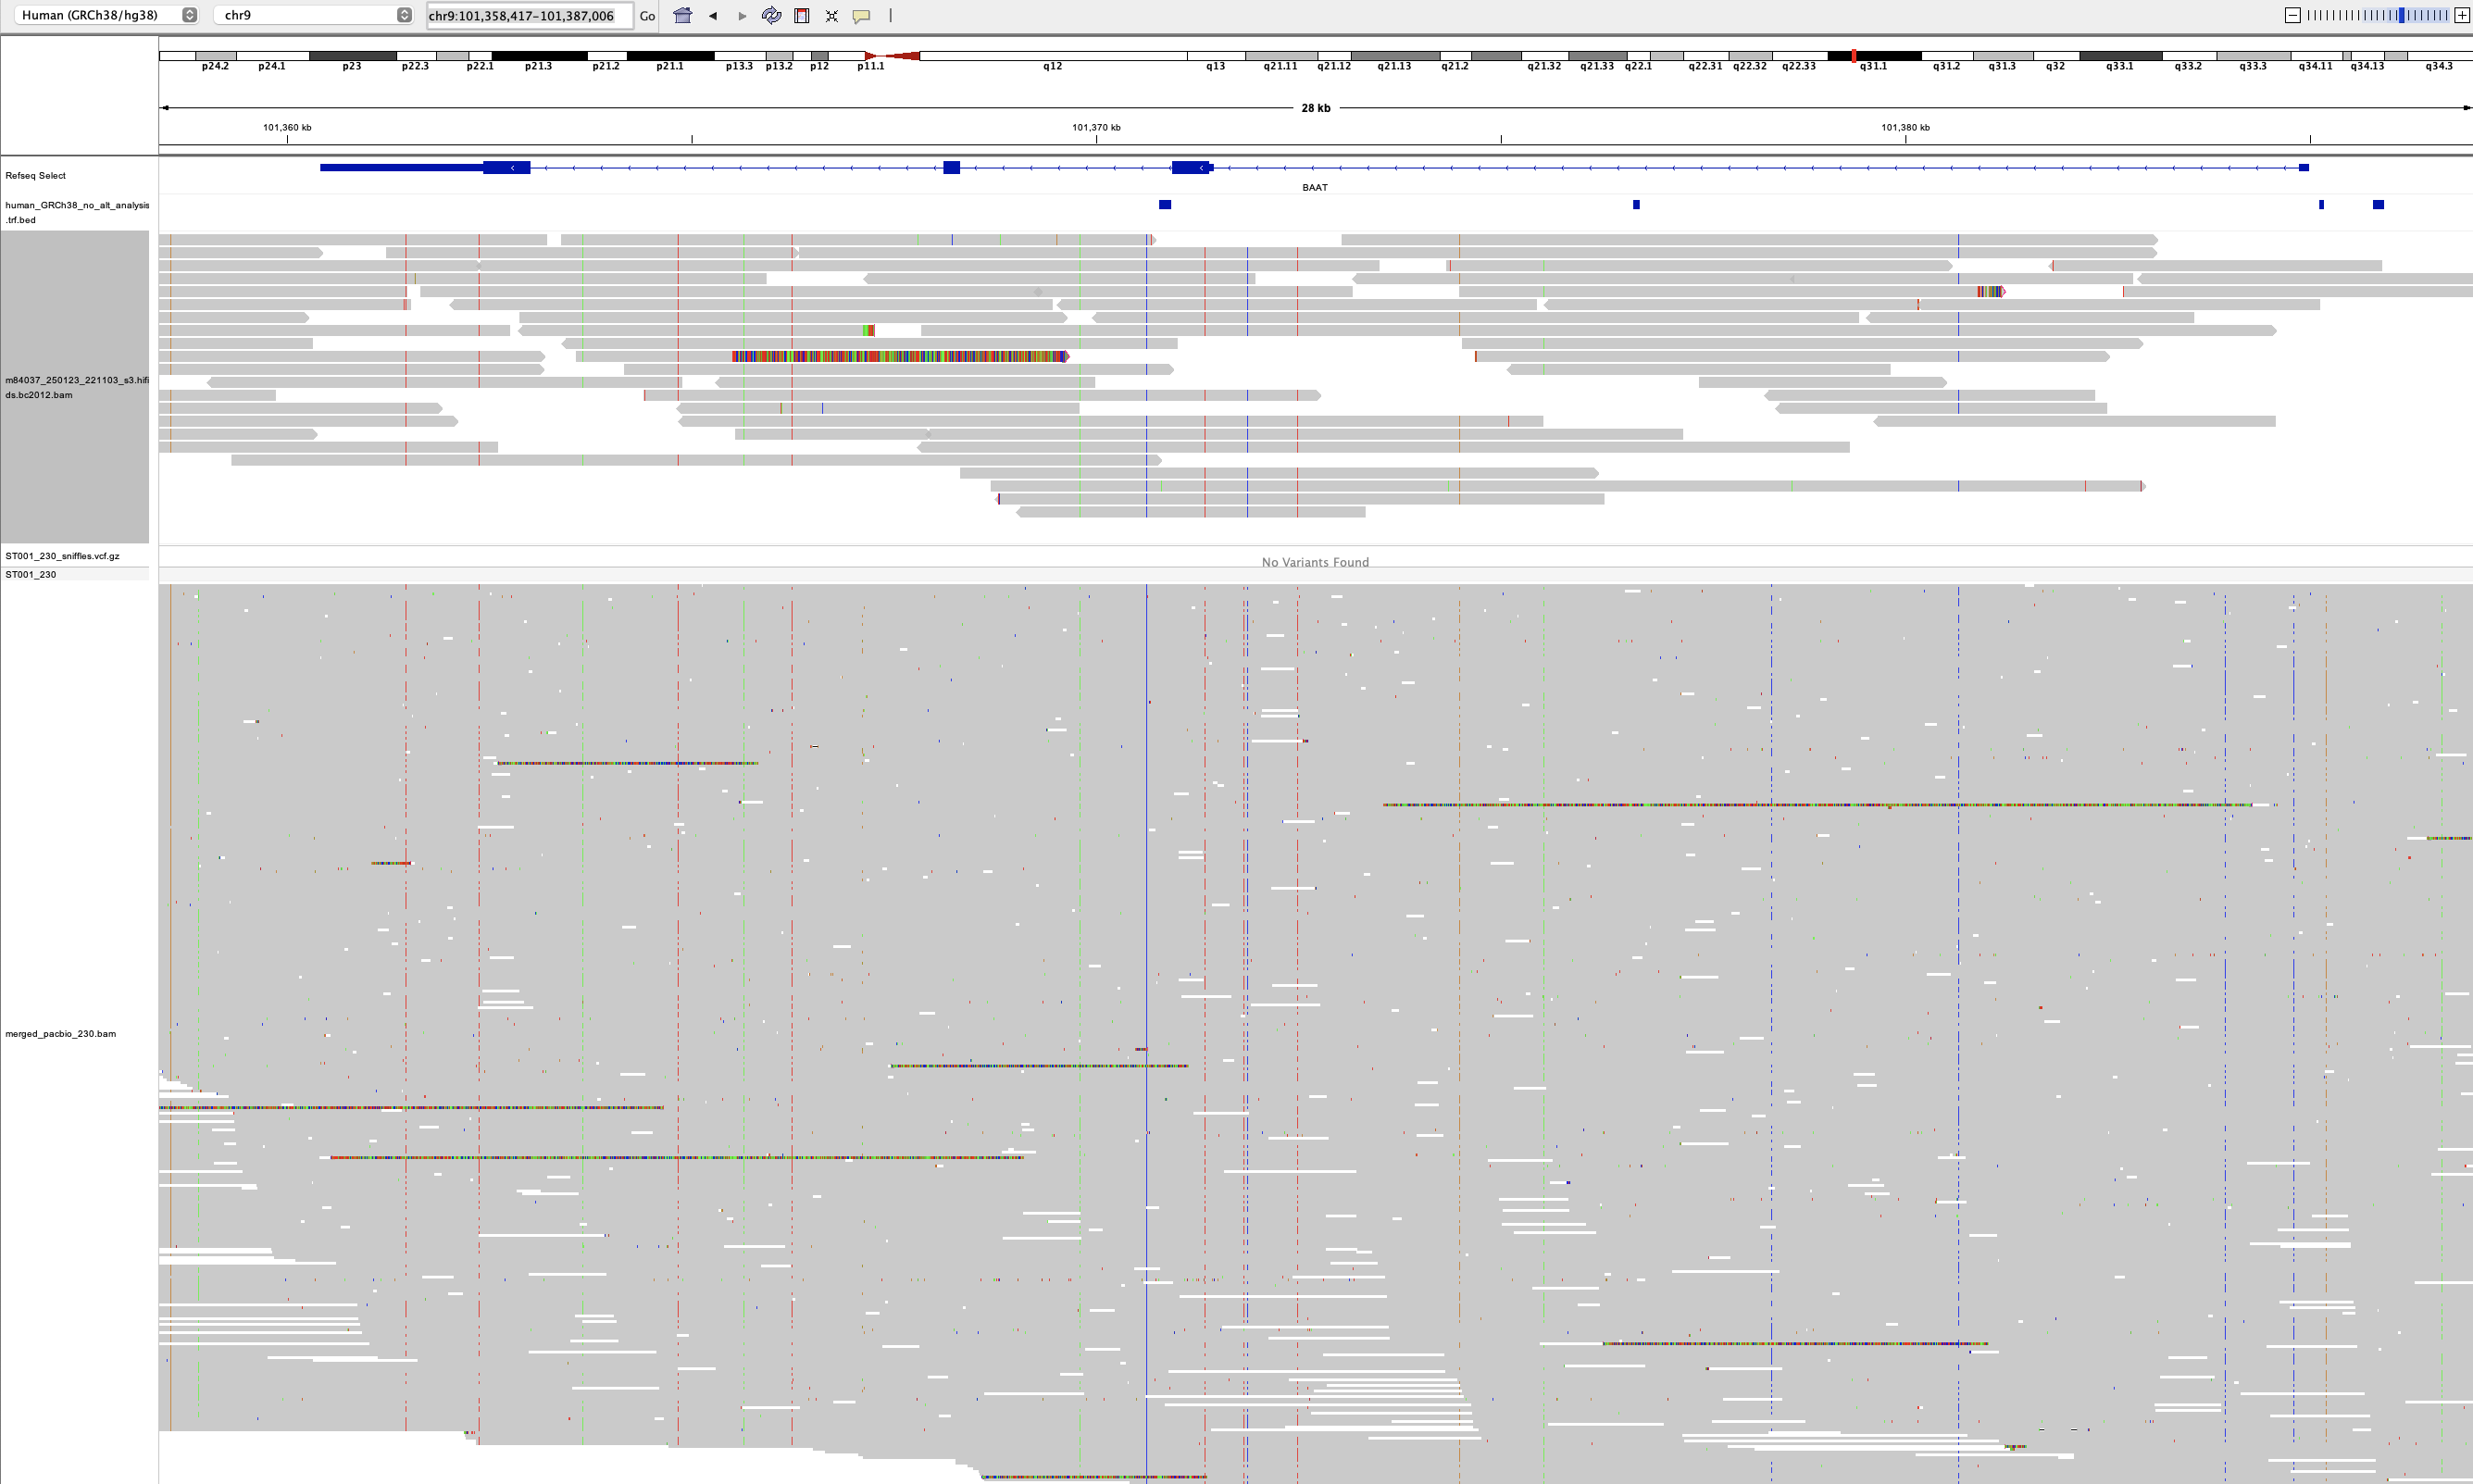 Human (GRCh38/hg38) chr9 chr9:101,358,417-101,387,006 Go
p24.2 p24.1 p23 p22.3 p22.1 p21.3 p21.2 p21.1 p13.3 p13.2 p12 p11.1 q12 q13 q21.11 q21.12 q21.13 q21.2 q21.32 q21.33 q22.1 q22.31 q22.32 q22.33 q31.1 q31.2 q31.3 q32 q33.1 q33.2 q33.3 q34.11 q34.13 q34.3
28 kb
101,360 kb 101,370 kb 101,380 kb
Refseq Select
BAAT
human_GRCh38_no_alt_analysis
.trf.bed
m84037_250123_221103_s3.hifi
ds.bc2012.bam
ST001_230_sniffles.vcf.gz
No Variants Found
ST001_230
merged_pacbio_230.bam